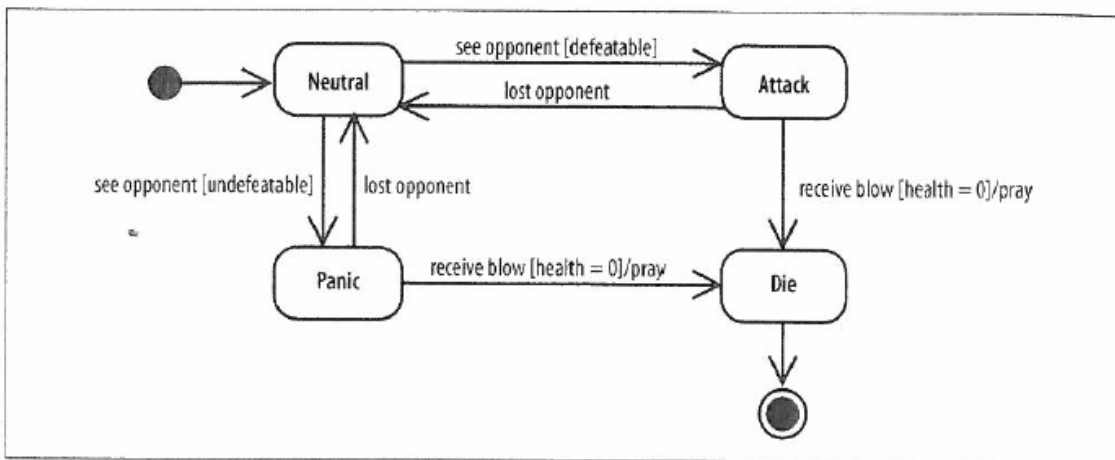 see opponent [defeatable]
Neutral
Attack
lost opponent
see opponent [undefeatable]
lost opponent
receive blow [health = 0]/pray
Panic
receive blow [health = 0]/pray
Die